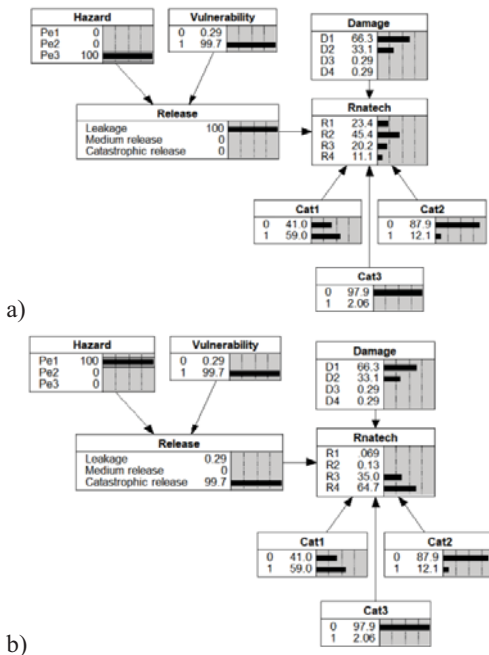 Hazard
Pe1 0
Pe2 0
Pe3 100
Vulnerability
0 0.29
1 99.7
Damage
D1 66.3
D2 33.1
D3 0.29
D4 0.29
Release
Leakage 100
Medium release 0
Catastrophic release 0
Rnatech
R1 23.4
R2 45.4
R3 20.2
R4 11.1
Cat1
0 41.0
1 59.0
Cat2
0 87.9
1 12.1
Cat3
0 97.9
1 2.06
a)
Hazard
Pe1 100
Pe2 0
Pe3 0
Vulnerability
0 0.29
1 99.7
Damage
D1 66.3
D2 33.1
D3 0.29
D4 0.29
Release
Leakage 0.29
Medium release 0
Catastrophic release 99.7
Rnatech
R1 .069
R2 0.13
R3 35.0
R4 64.7
Cat1
0 41.0
1 59.0
Cat2
0 87.9
1 12.1
Cat3
0 97.9
1 2.06
b)